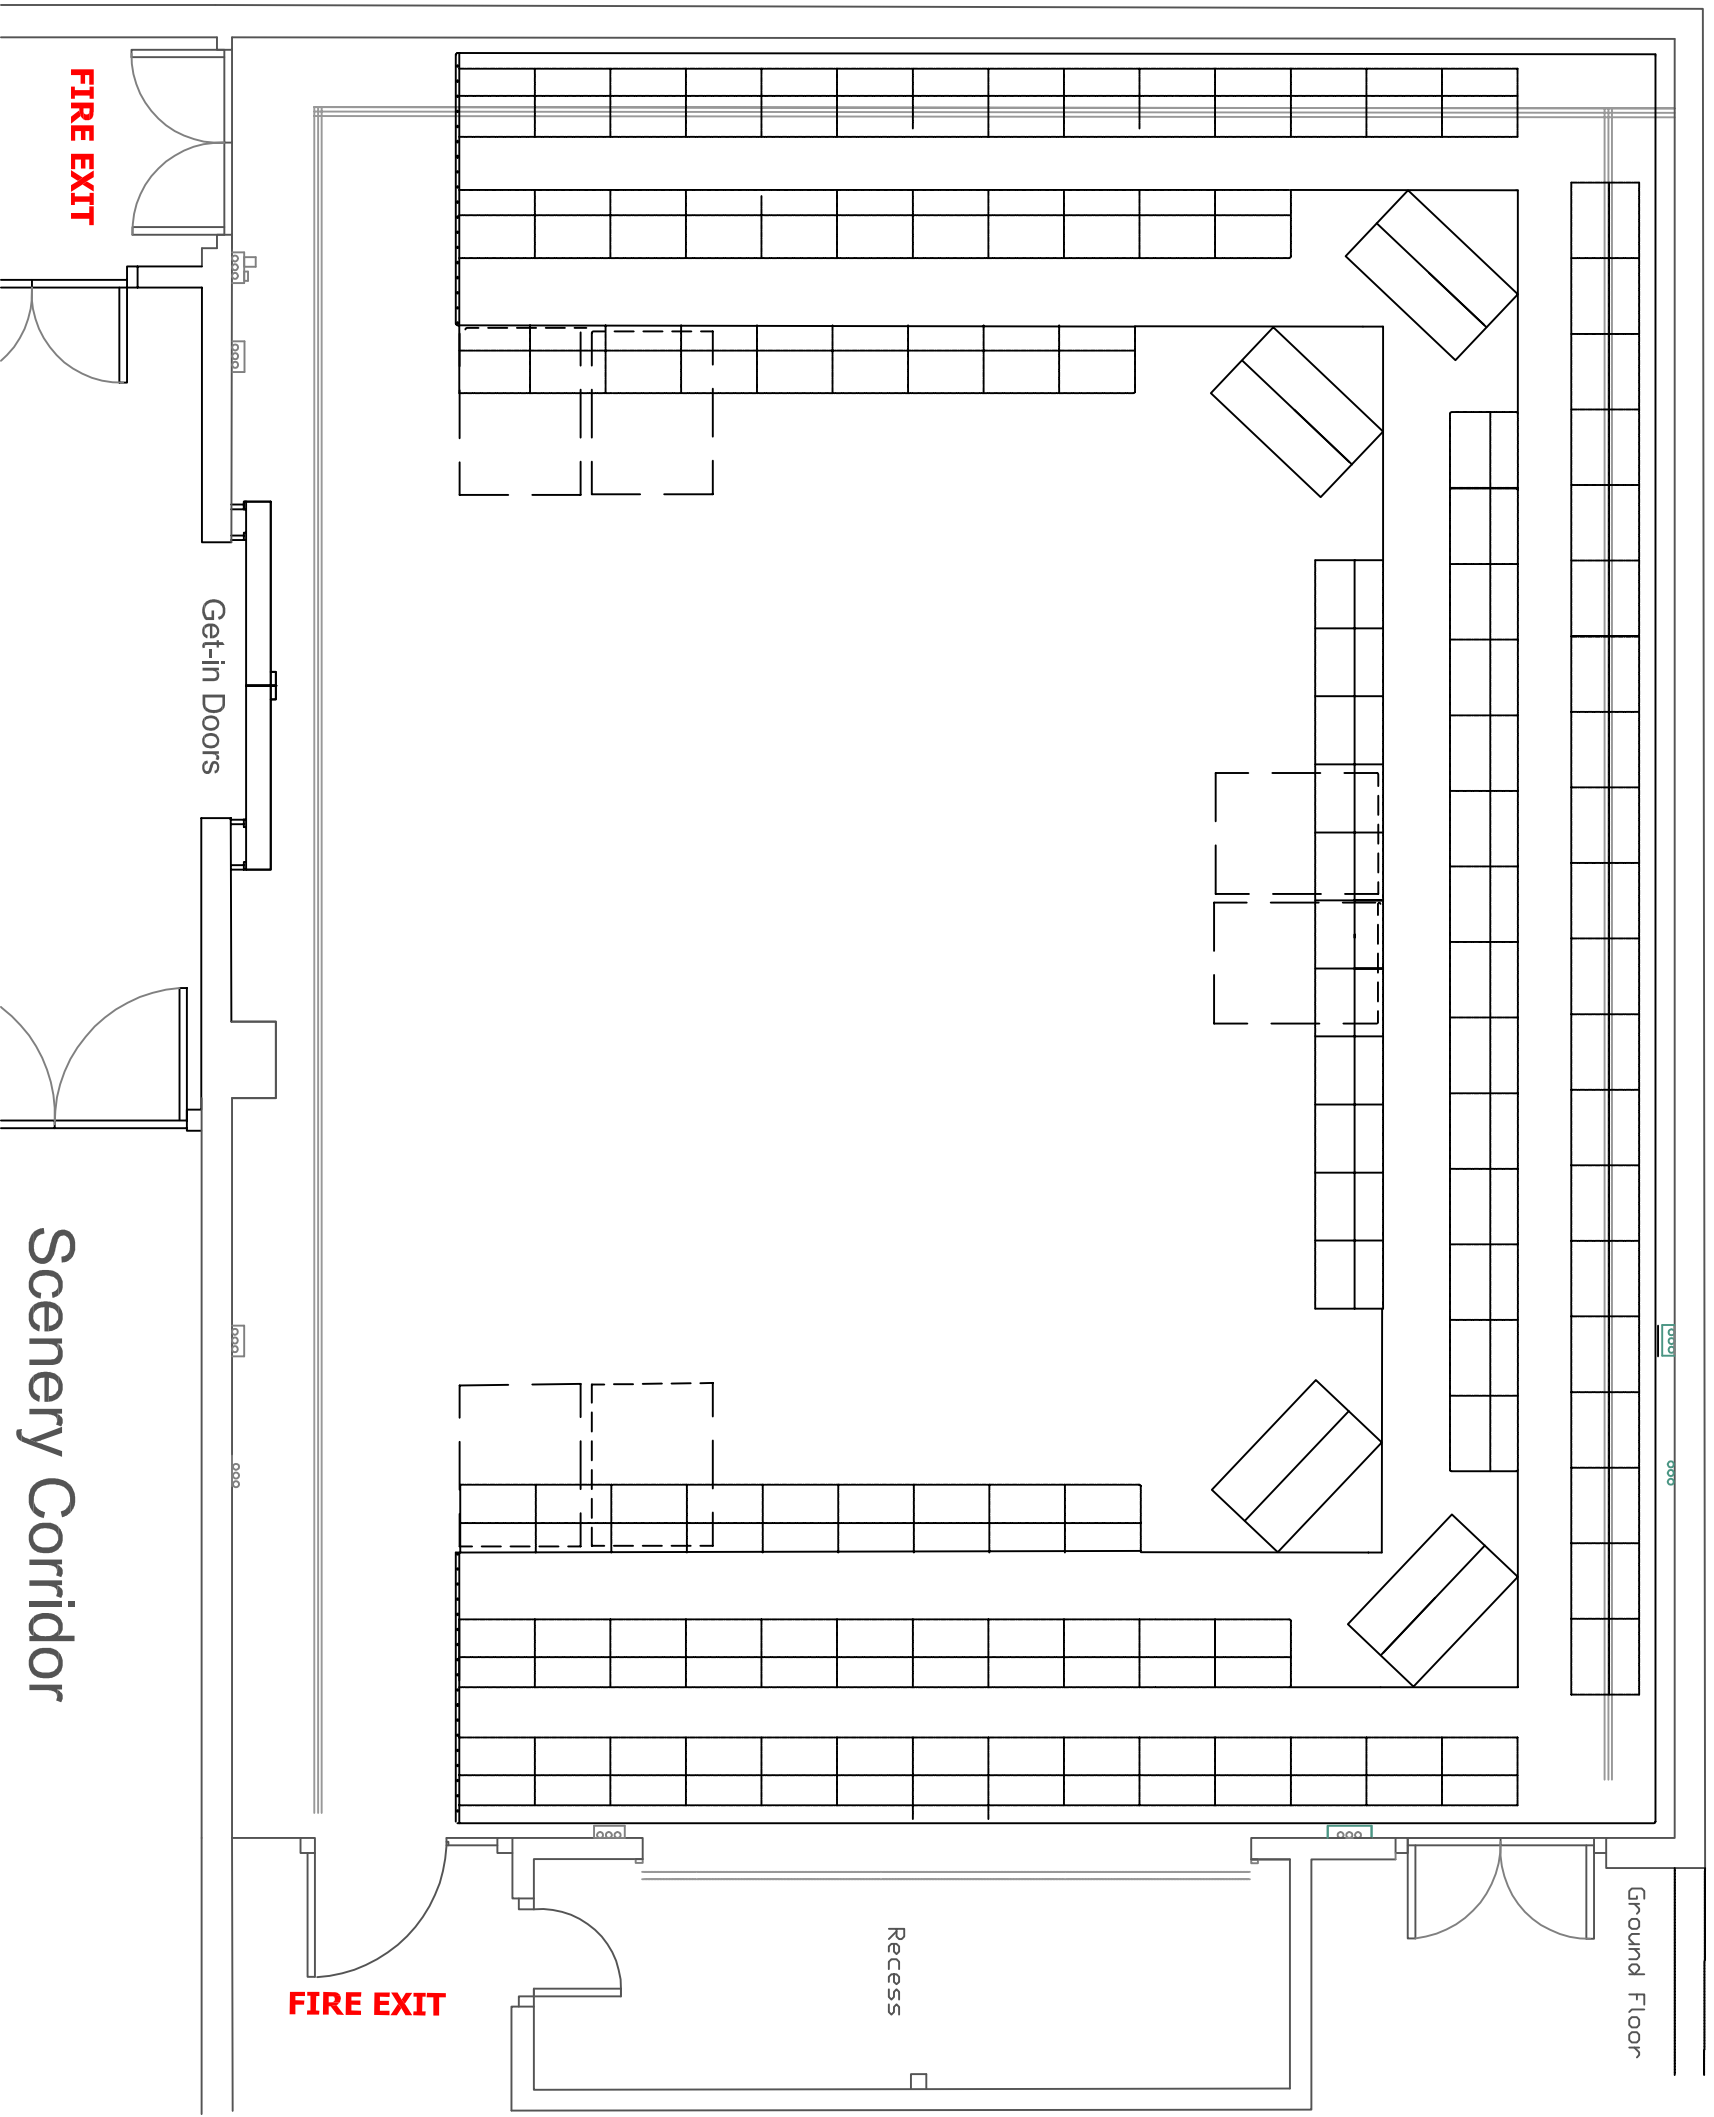 FIRE EXIT
Get-in Doors
Scenery Corridor
FIRE EXIT
Recess
Ground Floor